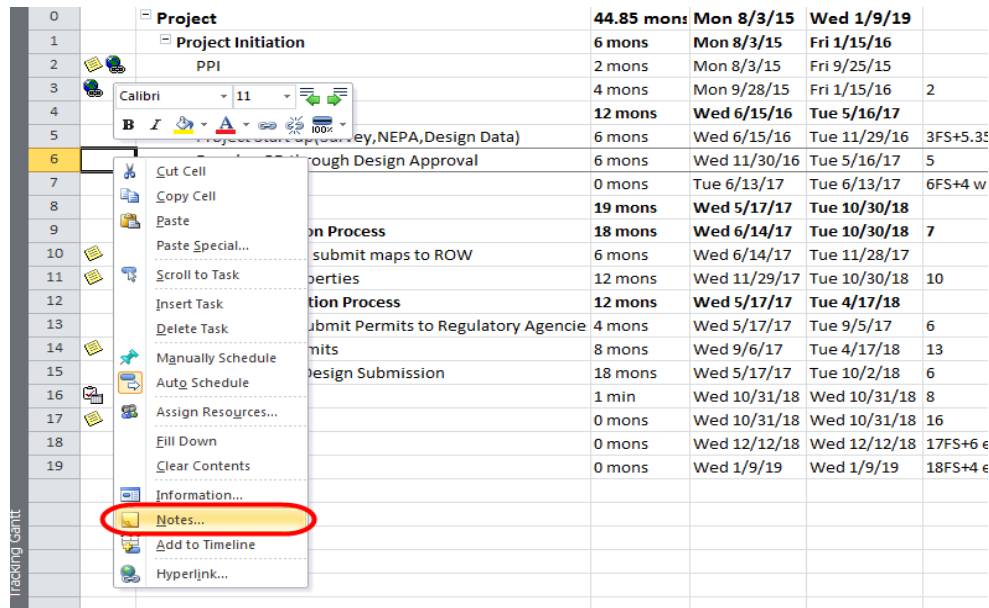 0 Project 44.85 mons Mon 8/3/15 Wed 1/9/19
1 Project Initiation 6 mons Mon 8/3/15 Fri 1/15/16
2 PPI 2 mons Mon 8/3/15 Fri 9/25/15
3 4 mons Mon 9/28/15 Fri 1/15/16 2
Calibri 11
B I A 100%
4 12 mons Wed 6/15/16 Tue 5/16/17
5 Project Start up(Survey,NEPA,Design Data) 6 mons Wed 6/15/16 Tue 11/29/16 3FS+5.35
6 through Design Approval 6 mons Wed 11/30/16 Tue 5/16/17 5
7 0 mons Tue 6/13/17 Tue 6/13/17 6FS+4 w
8 19 mons Wed 5/17/17 Tue 10/30/18
9 on Process 18 mons Wed 6/14/17 Tue 10/30/18 7
10 submit maps to ROW 6 mons Wed 6/14/17 Tue 11/28/17
11 perties 12 mons Wed 11/29/17 Tue 10/30/18 10
12 tion Process 12 mons Wed 5/17/17 Tue 4/17/18
13 ubmit Permits to Regulatory Agencie 4 mons Wed 5/17/17 Tue 9/5/17 6
14 mits 8 mons Wed 9/6/17 Tue 4/17/18 13
15 Design Submission 18 mons Wed 5/17/17 Tue 10/2/18 6
16 1 min Wed 10/31/18 Wed 10/31/18 8
17 0 mons Wed 10/31/18 Wed 10/31/18 16
18 0 mons Wed 12/12/18 Wed 12/12/18 17FS+6 e
19 0 mons Wed 1/9/19 Wed 1/9/19 18FS+4 e
Cut Cell
Copy Cell
Paste
Paste Special...
Scroll to Task
Insert Task
Delete Task
Manually Schedule
Auto Schedule
Assign Resources...
Fill Down
Clear Contents
Information...
Notes...
Add to Timeline
Hyperlink...
Tracking Gantt